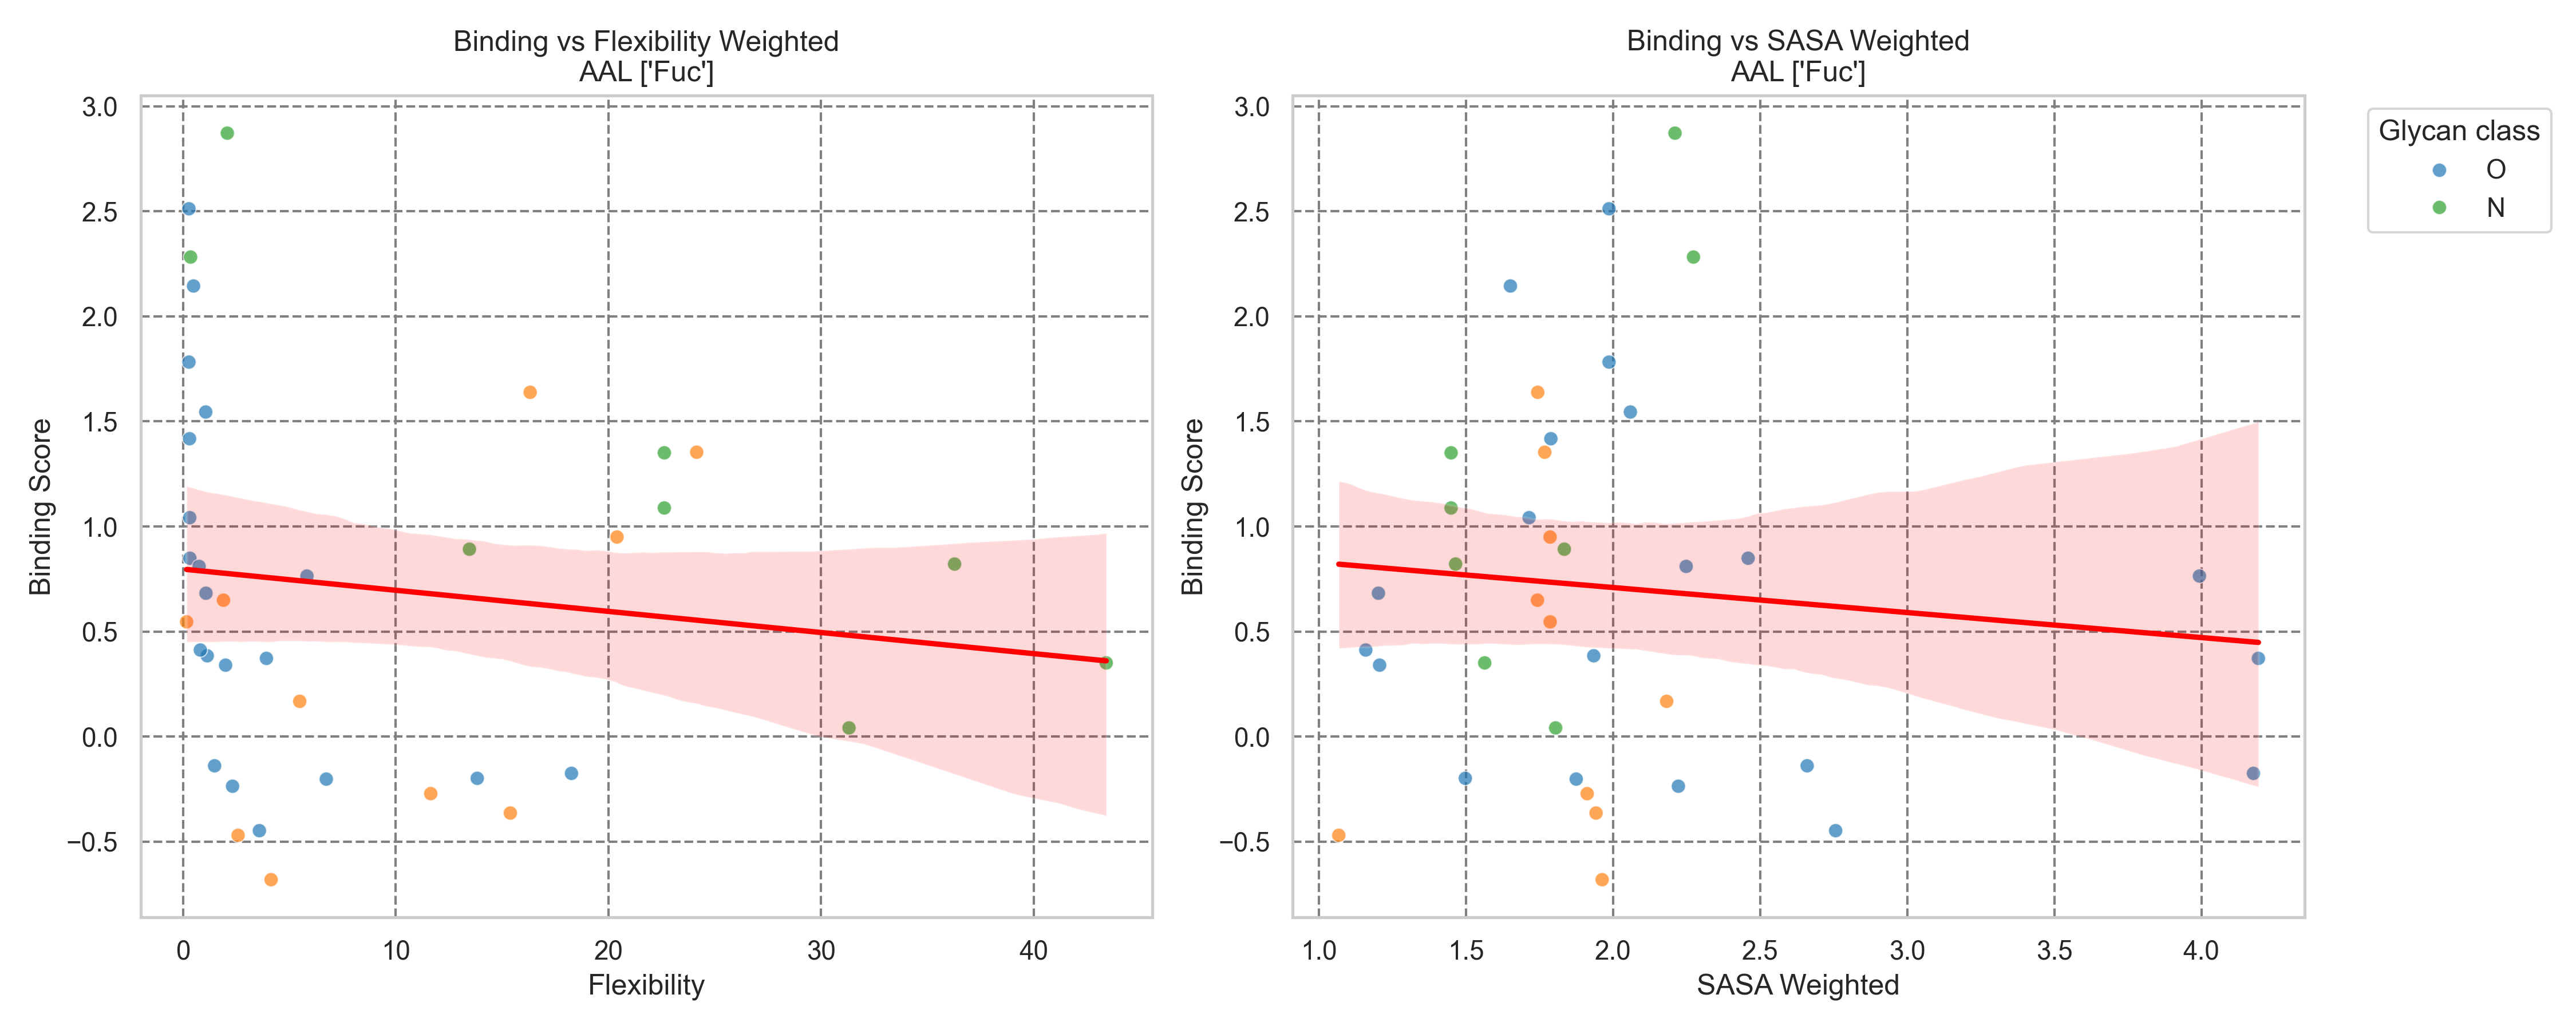 Binding vs Flexibility Weighted
AAL ['Fuc']
Binding Score
3.0
2.5
2.0
1.5
1.0
0.5
0.0
−0.5
0 10 20 30 40
Flexibility
Binding vs SASA Weighted
AAL ['Fuc']
Binding Score
3.0
2.5
2.0
1.5
1.0
0.5
0.0
−0.5
1.0 1.5 2.0 2.5 3.0 3.5 4.0
SASA Weighted
Glycan class
O
N